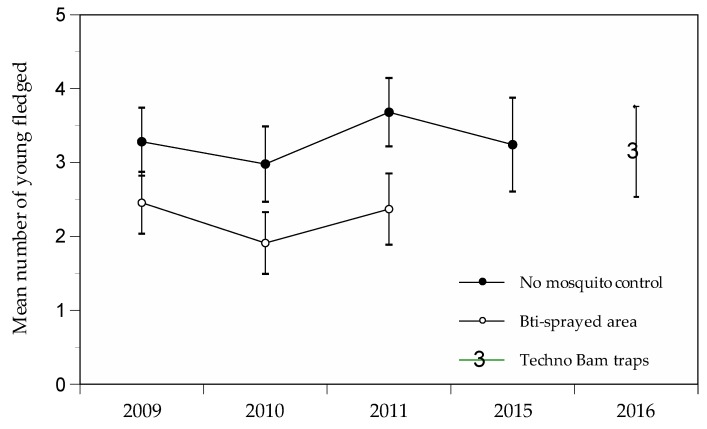 5
4
3
2
1
0
Mean number of young fledged
3
No mosquito control
Bti-sprayed area
3 Techno Bam traps
2009 2010 2011 2015 2016